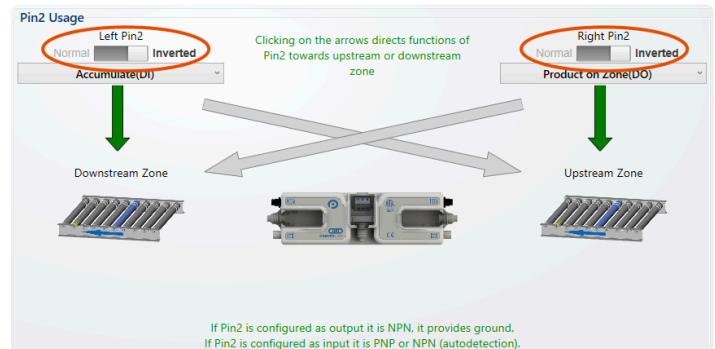 Pin2 Usage
Left Pin2
Normal Inverted
Accumulate(DI)
Clicking on the arrows directs functions of
Pin2 towards upstream or downstream
zone
Right Pin2
Normal Inverted
Product on Zone(DO)
Downstream Zone
Upstream Zone
If Pin2 is configured as output it is NPN, it provides ground.
If Pin2 is configured as input it is PNP or NPN (autodetection).